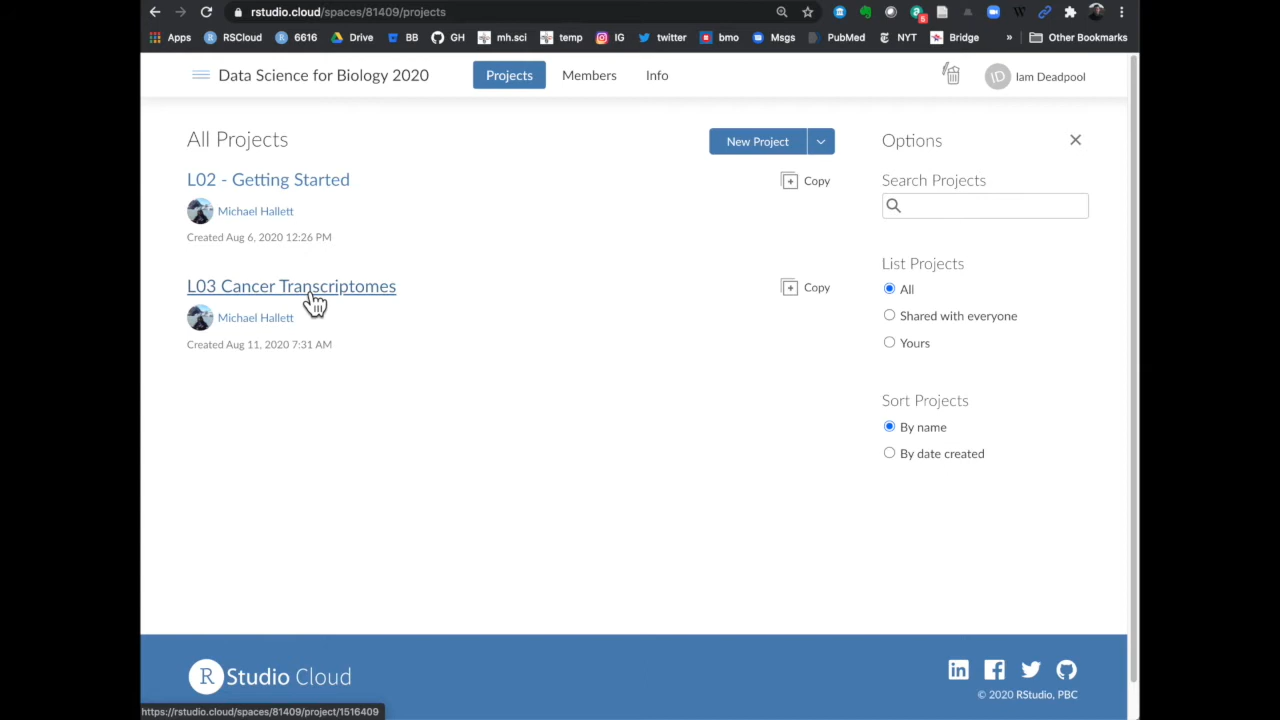 rstudio.cloud/spaces/81409/projects
Apps RSCloud 6616 Drive BB GH mh.sci temp IG twitter bmo Msgs PubMed NYT Bridge » Other Bookmarks
Data Science for Biology 2020 Projects Members Info ID Iam Deadpool
All Projects New Project Options
L02 - Getting Started Copy Search Projects
Michael Hallett
Created Aug 6, 2020 12:26 PM
List Projects
L03 Cancer Transcriptomes Copy All
Michael Hallett Shared with everyone
Created Aug 11, 2020 7:31 AM Yours
Sort Projects
By name
By date created
R Studio Cloud
© 2020 RStudio, PBC
https://rstudio.cloud/spaces/81409/project/1516409